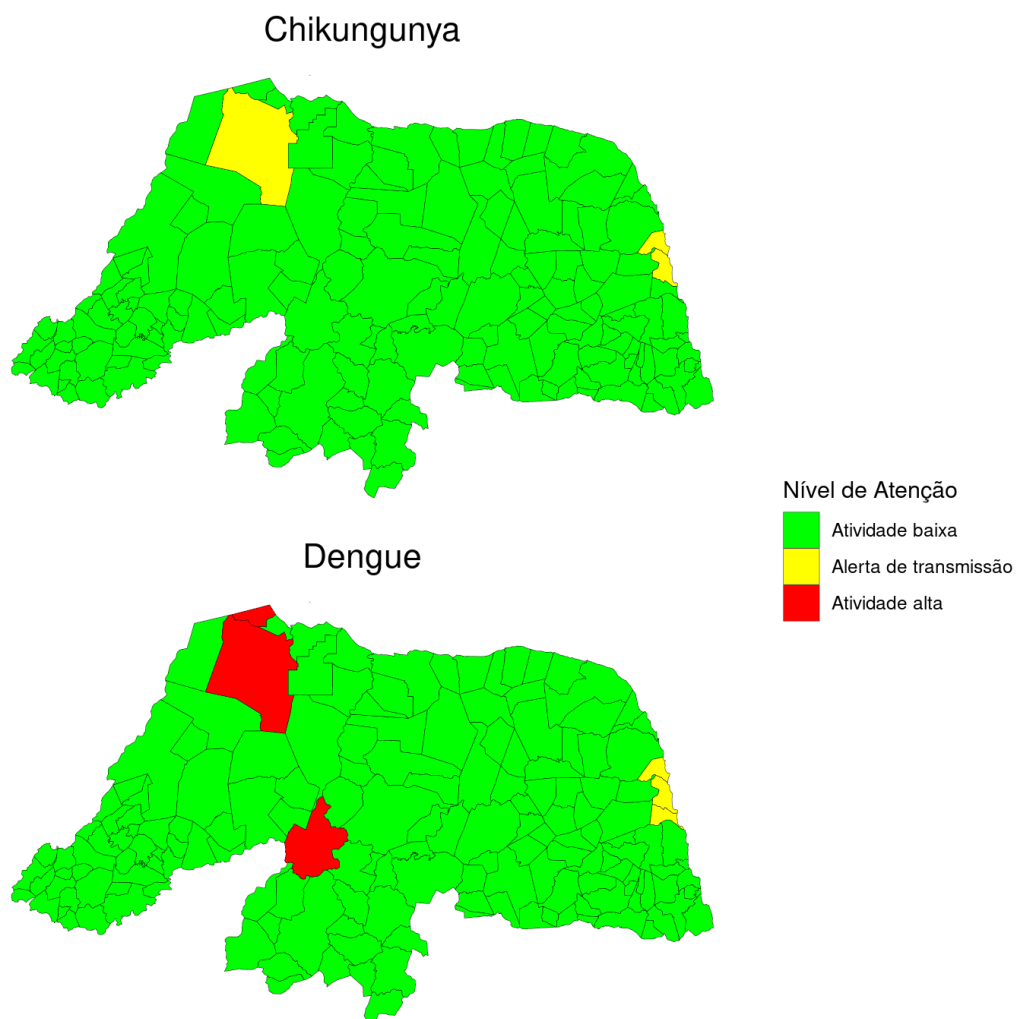 Chikungunya
Nível de Atenção
Atividade baixa
Alerta de transmissão
Atividade alta
Dengue